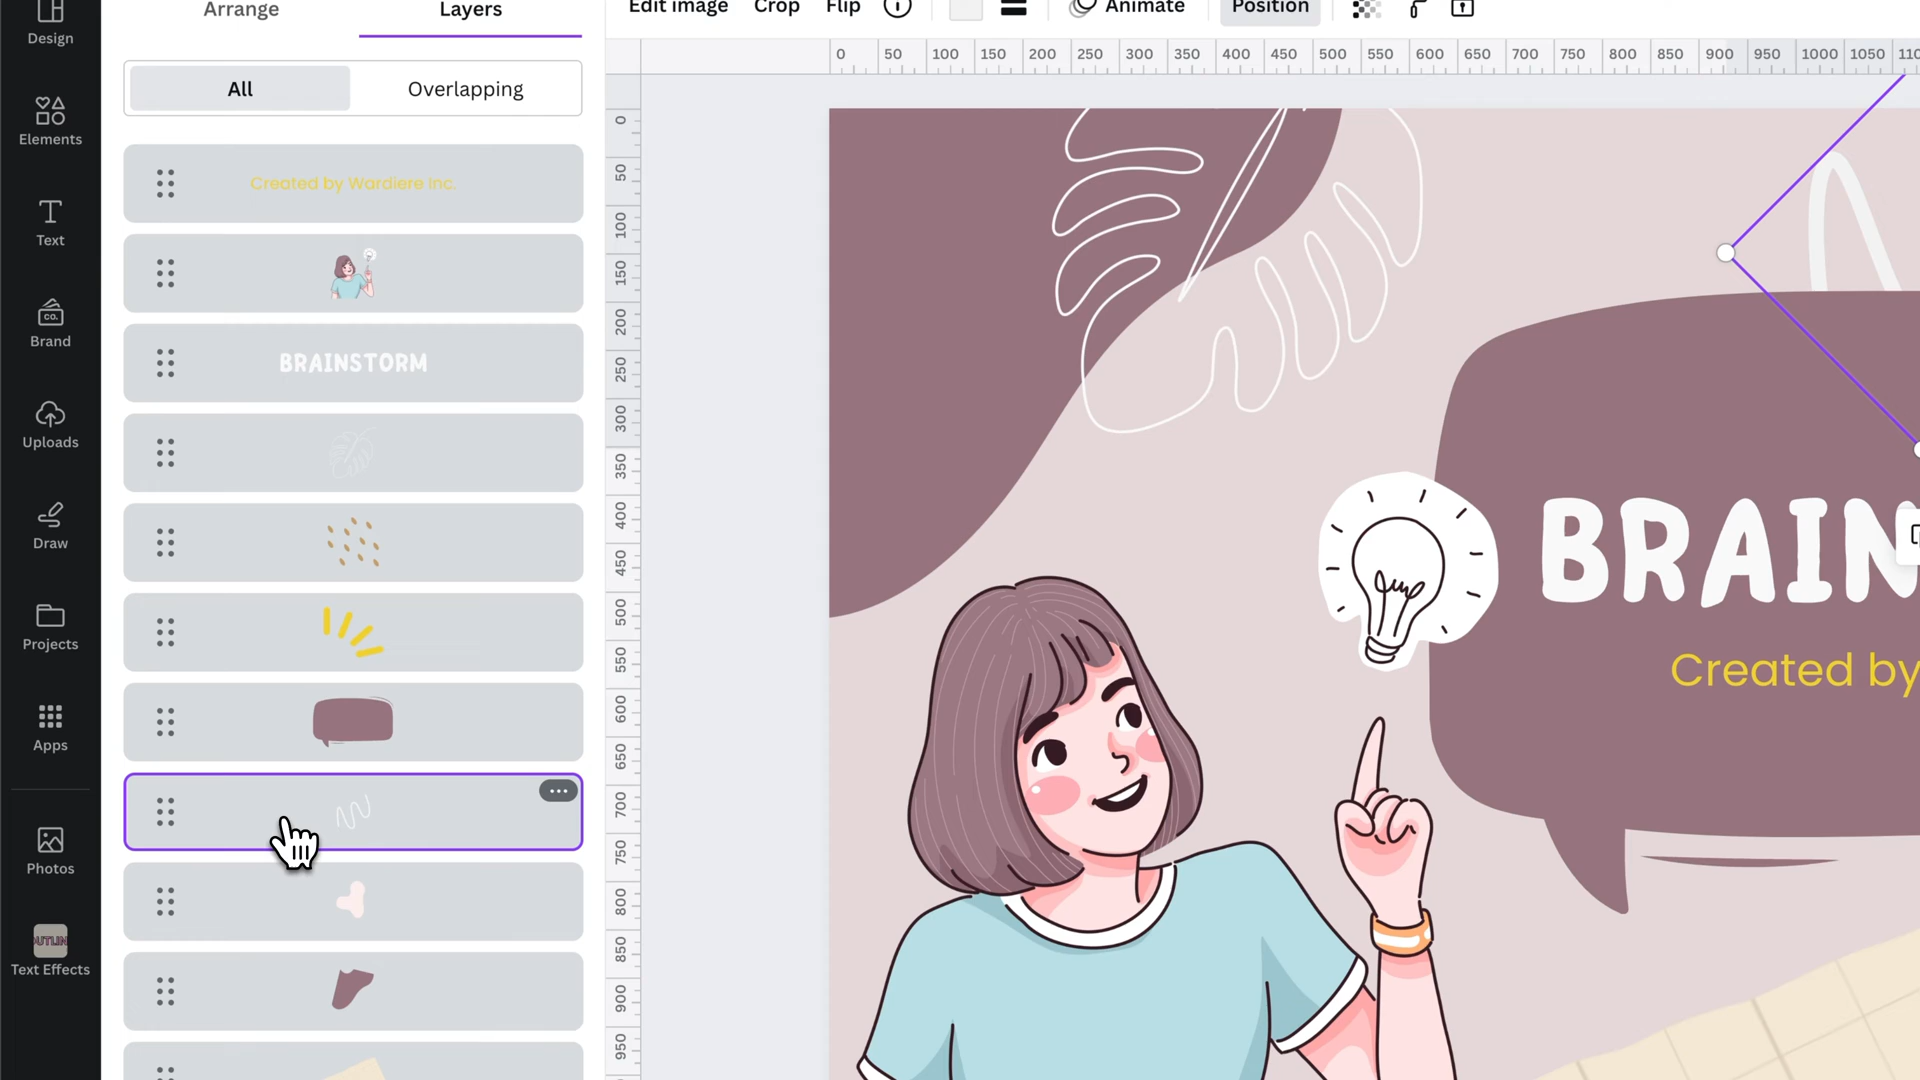 Design
Elements
Text
Brand
CO.
Uploads
Draw
Projects
Apps
Photos
OUTLIN
Text Effects
Arrange
Layers
All
Overlapping
Created by Wardiere Inc.
BRAINSTORM
Edit image
Crop
Flip
Animate
Position
0 50 100 150 200 250 300 350 400 450 500 550 600 650 700 750 800 850 900 950 1000 1050 110
0
50
100
150
200
250
300
350
400
450
500
550
600
650
700
750
800
850
900
950
BRAIN
Created by